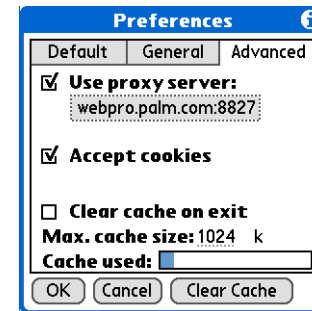 Preferences
Default General Advanced
Use proxy server:
webpro.palm.com:8827
Accept cookies
Clear cache on exit
Max. cache size: 1024 k
Cache used:
OK Cancel Clear Cache